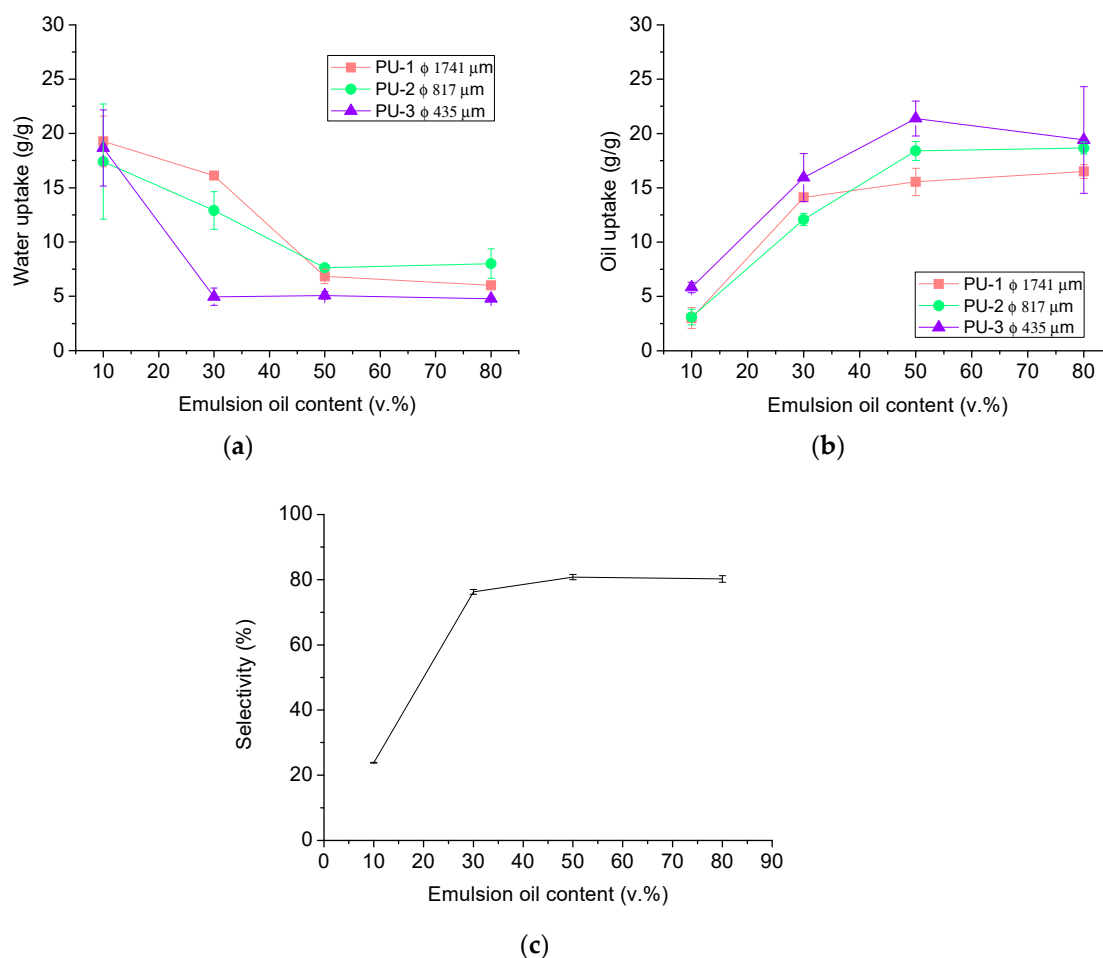 30
25
20
15
10
5
0
Water uptake (g/g)
PU-1 ϕ 1741 μm
PU-2 ϕ 817 μm
PU-3 ϕ 435 μm
10 20 30 40 50 60 70 80
Emulsion oil content (v.%)
(a)
30
25
20
15
10
5
0
Oil uptake (g/g)
PU-1 ϕ 1741 μm
PU-2 ϕ 817 μm
PU-3 ϕ 435 μm
10 20 30 40 50 60 70 80
Emulsion oil content (v.%)
(b)
100
80
60
40
20
0
Selectivity (%)
0 10 20 30 40 50 60 70 80 90
Emulsion oil content (v.%)
(c)